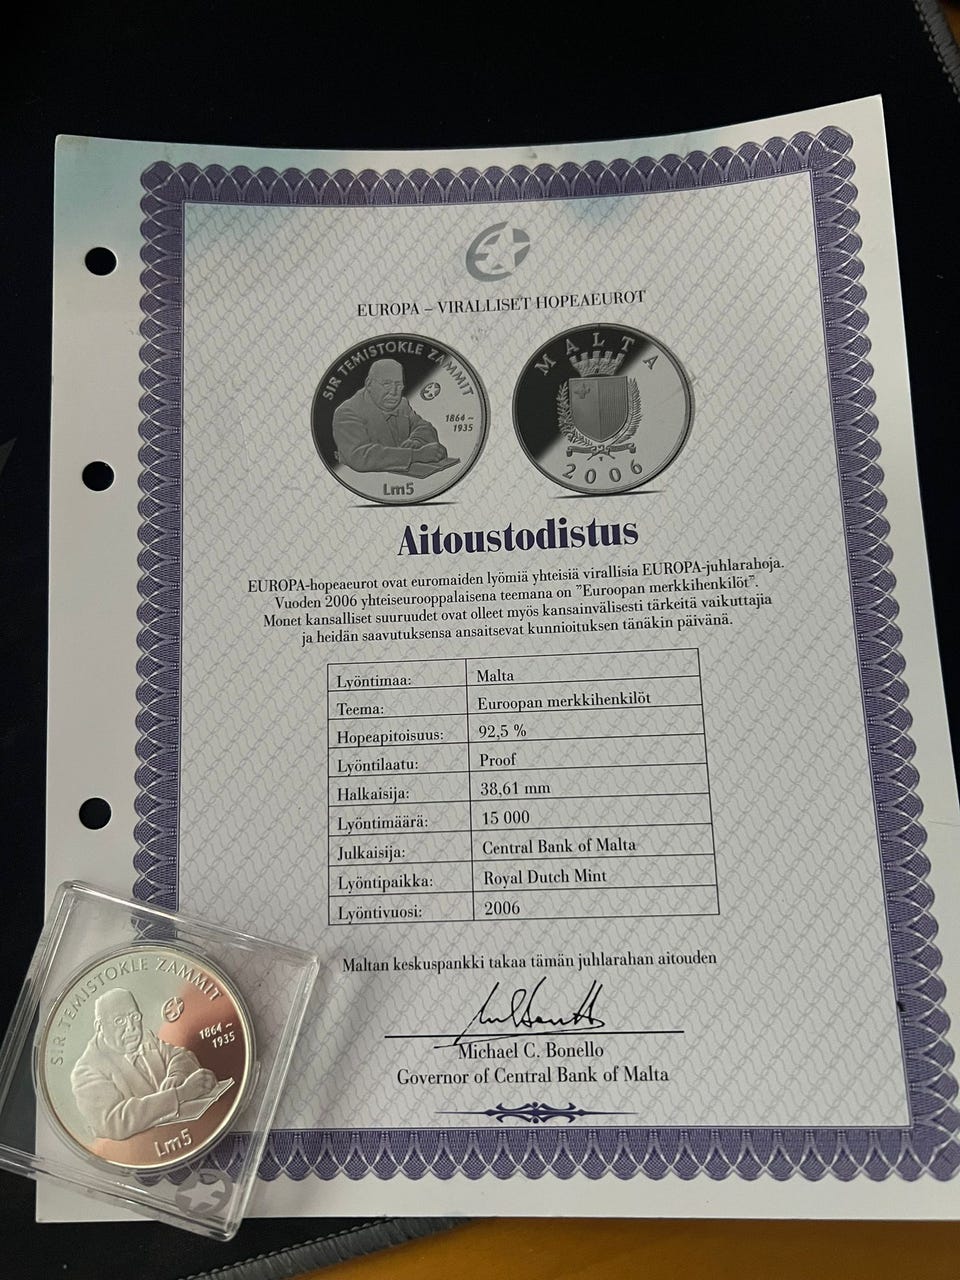 EUROPA – VIRALLISET HOPEAEUROT
SIR TEMISTOKLE ZAMMIT
1864 ~
1935
Lm5
MALTA
2006
Aitoustodistus
EUROPA-hopeaeurot ovat euromaiden lyömiä yhteisiä virallisia EUROPA-juhlarahoja.
Vuoden 2006 yhteiseurooppalaisena teemana on ”Euroopan merkkihenkilöt”.
Monet kansalliset suuruudet ovat olleet myös kansainvälisesti tärkeitä vaikuttajia
ja heidän saavutuksensa ansaitsevat kunnioituksen tänäkin päivänä.
Lyöntimaa: Malta
Teema: Euroopan merkkihenkilöt
Hopeapitoisuus: 92,5 %
Lyöntilaatu: Proof
Halkaisija: 38,61 mm
Lyöntimäärä: 15 000
Julkaisija: Central Bank of Malta
Lyöntipaikka: Royal Dutch Mint
Lyöntivuosi: 2006
Maltan keskuspankki takaa tämän juhlarahan aitouden
Michael C. Bonello
Governor of Central Bank of Malta
SIR TEMISTOKLE ZAMMIT
1864 ~
1935
Lm5